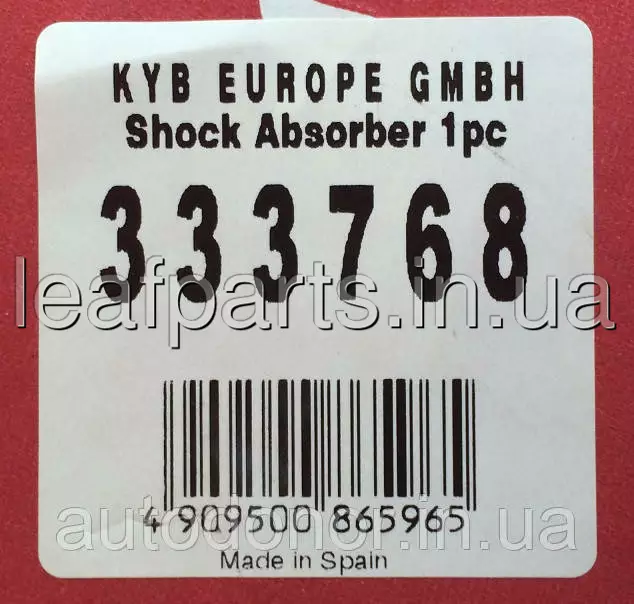 KYB EUROPE GMBH
Shock Absorber 1pc
333768
leafparts.in.ua
4 909500 865965
autodonor.in.ua
Made in Spain